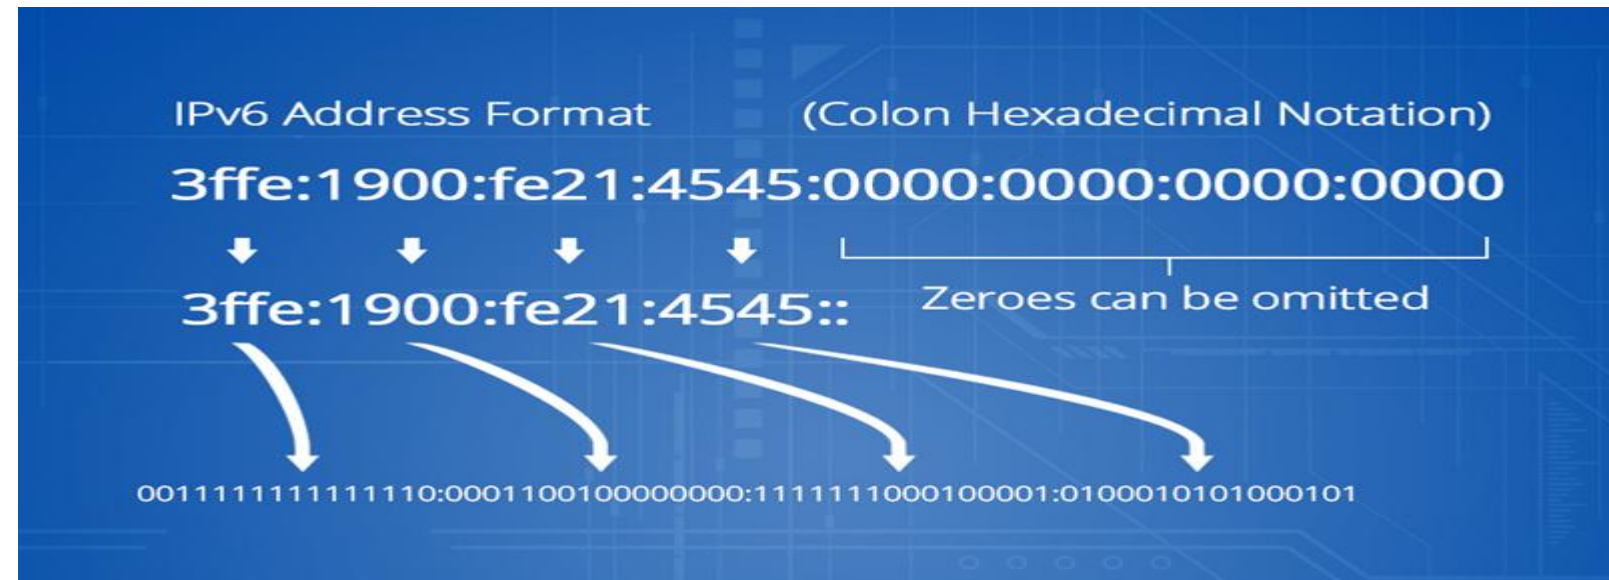 IPv6 Address Format (Colon Hexadecimal Notation)
3ffe:1900:fe21:4545:0000:0000:0000:0000
Zeroes can be omitted
3ffe:1900:fe21:4545::
0011111111111110:0001100100000000:1111111000100001:0100010101000101